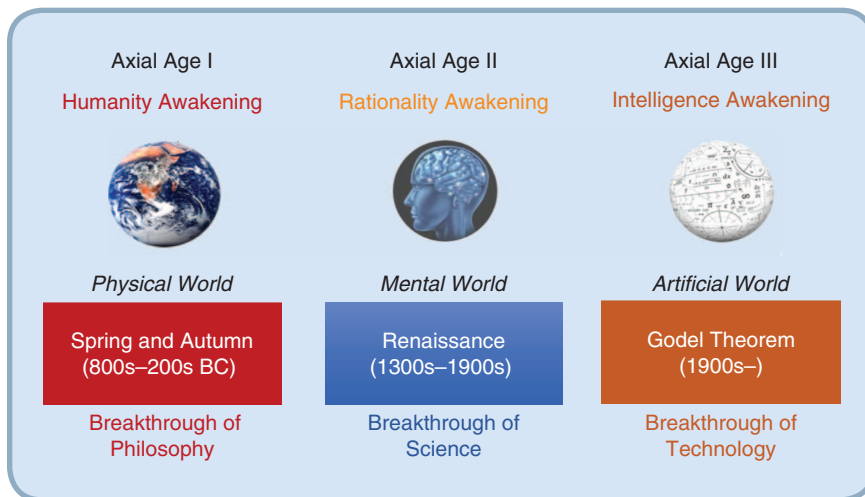 Axial Age I
Humanity Awakening
Physical World
Spring and Autumn
(800s–200s BC)
Breakthrough of
Philosophy
Axial Age II
Rationality Awakening
Mental World
Renaissance
(1300s–1900s)
Breakthrough of
Science
Axial Age III
Intelligence Awakening
Artificial World
Godel Theorem
(1900s–)
Breakthrough of
Technology